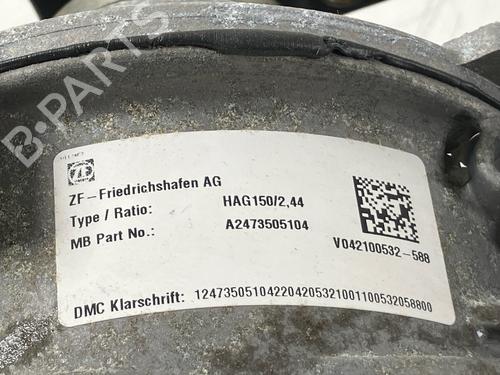 B-PARTS
ZF
ZF-Friedrichshafen AG
Type / Ratio: HAG150/2,44
MB Part No.: A2473505104
V042100532-588
DMC Klarschrift: 124735051042204205321001100532058800